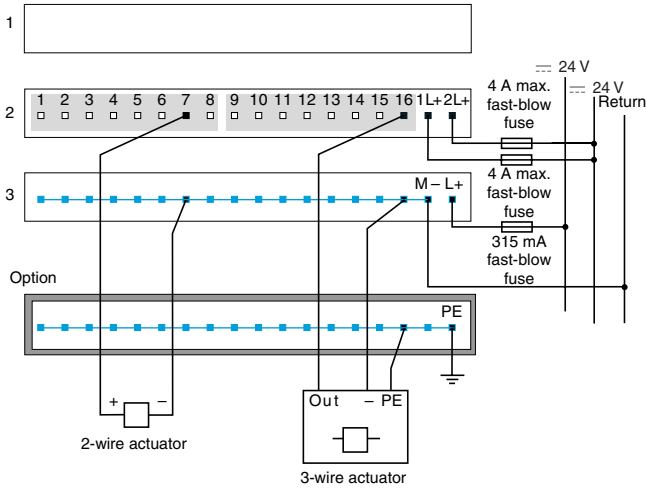 1
24 V
4 A max.
fast-blow
fuse
24 V
Return
2
1 2 3 4 5 6 7 8 9 10 11 12 13 14 15 16 1L+ 2L+
4 A max.
fast-blow
fuse
3
M – L+
315 mA
fast-blow
fuse
Option
PE
+ –
2-wire actuator
Out – PE
3-wire actuator